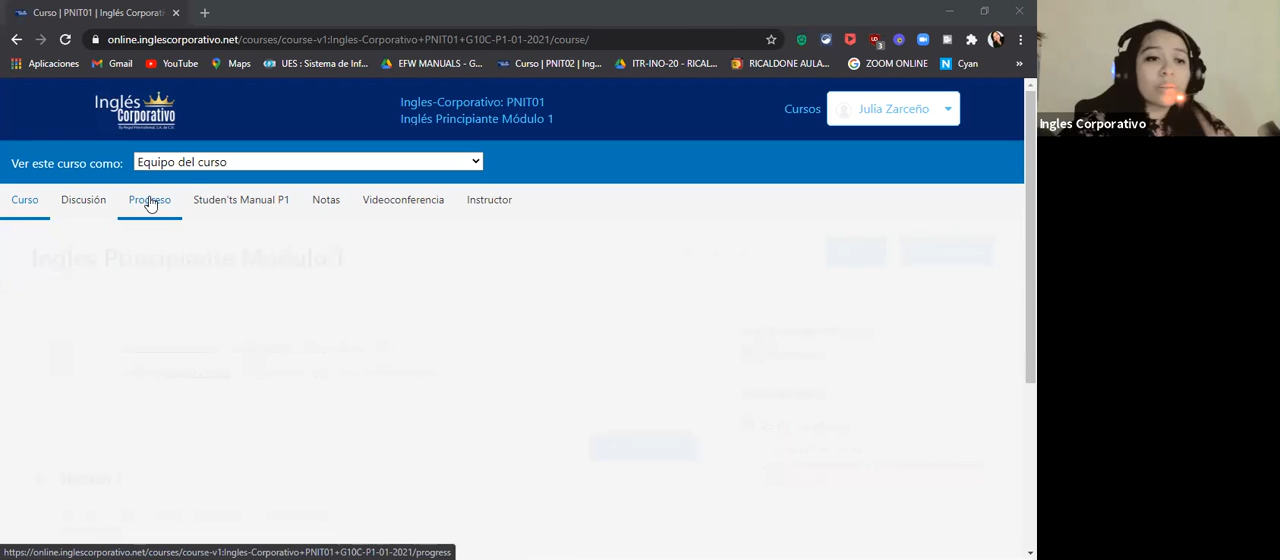 Curso | PNIT01 | Inglés Corporativo
online.inglescorporativo.net/courses/course-v1:Ingles-Corporativo+PNIT01+G10C-P1-01-2021/course/
3
Aplicaciones
Gmail
YouTube
Maps
UES : Sistema de Inf...
EFW MANUALS - G...
Curso | PNIT02 | Ing...
ITR-INO-20 - RICAL...
RICALDONE AULA...
ZOOM ONLINE
Cyan
»
Inglés
Corporativo
Ingles-Corporativo: PNIT01
Inglés Principiante Módulo 1
Cursos
Julia Zarceño
Ver este curso como:
Equipo del curso
Curso
Discusión
Progreso
Studen'ts Manual P1
Notas
Videoconferencia
Instructor
Ingles Principiante Modulo 1
https://online.inglescorporativo.net/courses/course-v1:Ingles-Corporativo+PNIT01+G10C-P1-01-2021/progress
Ingles Corporativo